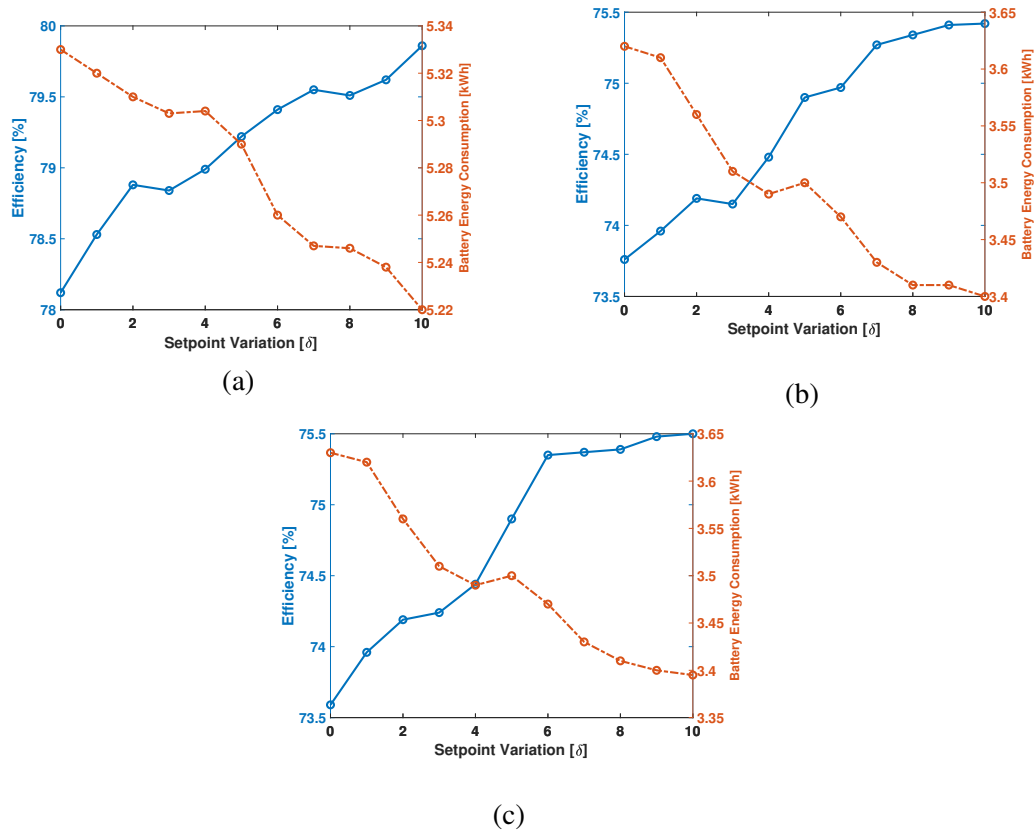 80
79.5
79
78.5
78
Efficiency [%]
5.34
5.32
5.3
5.28
5.26
5.24
5.22
Battery Energy Consumption [kWh]
0 2 4 6 8 10
Setpoint Variation [δ]
(a)
75.5
75
74.5
74
73.5
Efficiency [%]
3.65
3.6
3.55
3.5
3.45
3.4
Battery Energy Consumption [kWh]
0 2 4 6 8 10
Setpoint Variation [δ]
(b)
75.5
75
74.5
74
73.5
Efficiency [%]
3.65
3.6
3.55
3.5
3.45
3.4
3.35
Battery Energy Consumption [kWh]
0 2 4 6 8 10
Setpoint Variation [δ]
(c)